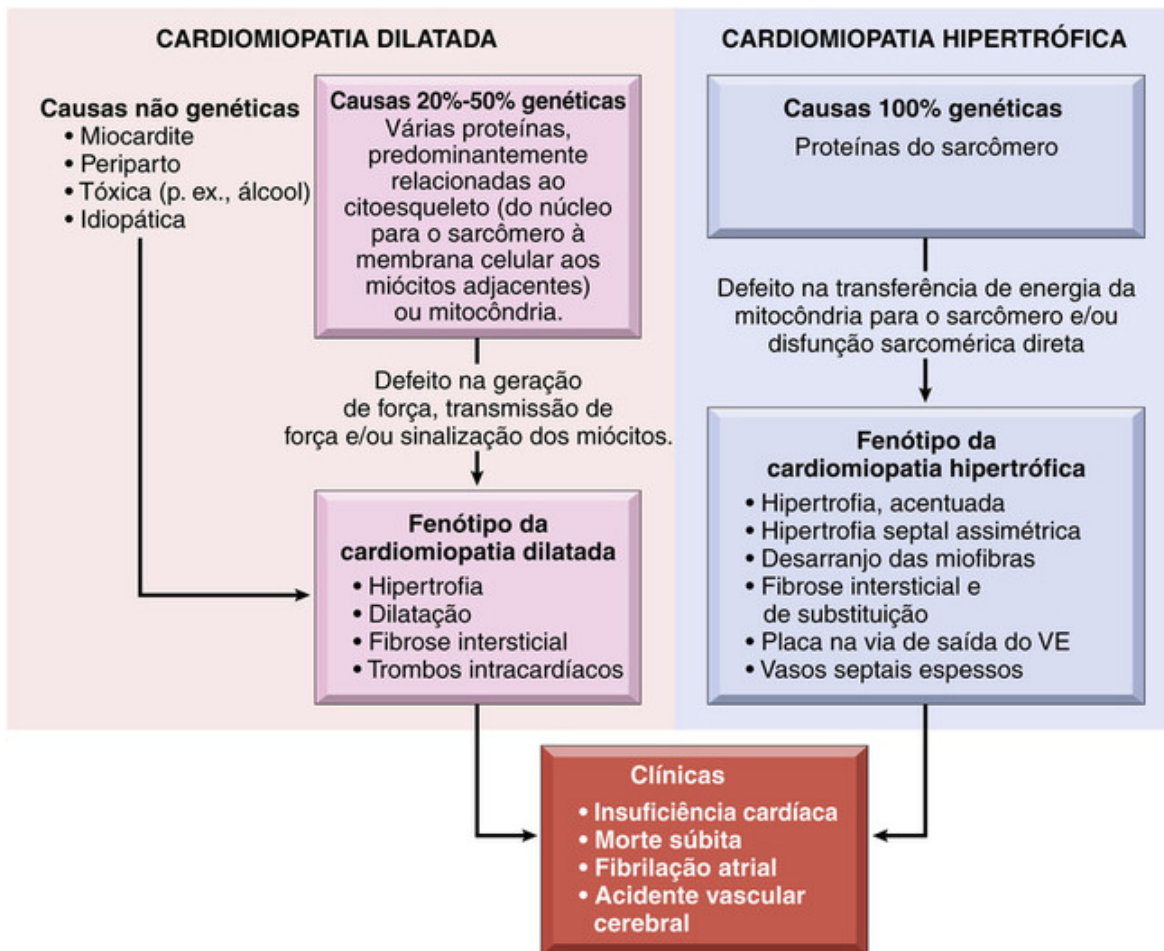 CARDIOMIOPATIA DILATADA
Causas não genéticas
• Miocardite
• Periparto
• Tóxica (p. ex., álcool)
• Idiopática
Causas 20%-50% genéticas
Várias proteínas,
predominantemente
relacionadas ao
citoesqueleto (do núcleo
para o sarcômero à
membrana celular aos
miócitos adjacentes)
ou mitocôndria.
Defeito na geração
de força, transmissão de
força e/ou sinalização dos miócitos.
Fenótipo da
cardiomiopatia dilatada
• Hipertrofia
• Dilatação
• Fibrose intersticial
• Trombos intracardíacos
CARDIOMIOPATIA HIPERTRÓFICA
Causas 100% genéticas
Proteínas do sarcômero
Defeito na transferência de energia da
mitocôndria para o sarcômero e/ou
disfunção sarcomérica direta
Fenótipo da
cardiomiopatia hipertrófica
• Hipertrofia, acentuada
• Hipertrofia septal assimétrica
• Desarranjo das miofibras
• Fibrose intersticial e
de substituição
• Placa na via de saída do VE
• Vasos septais espessos
Clínicas
• Insuficiência cardíaca
• Morte súbita
• Fibrilação atrial
• Acidente vascular
cerebral